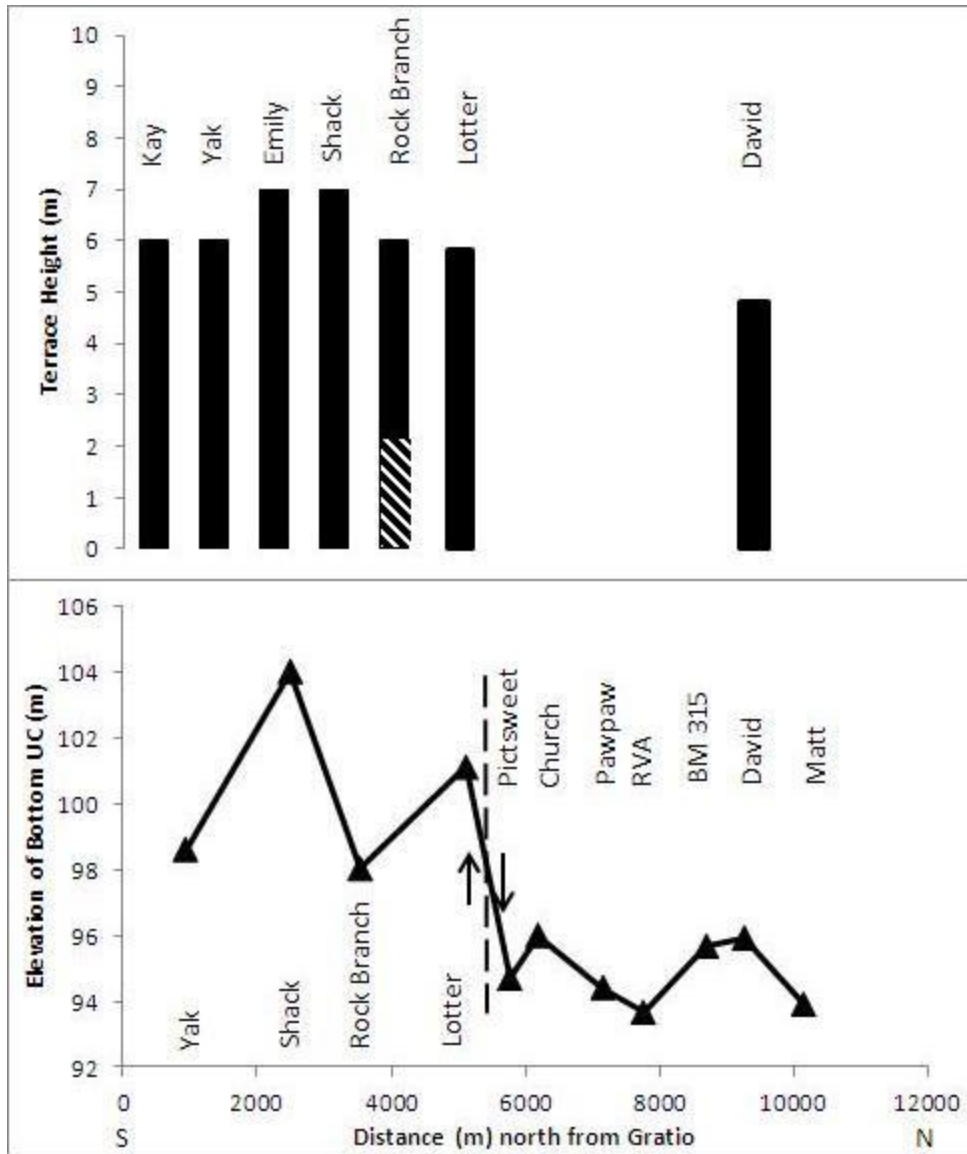 10
9
8
7
6
5
4
3
2
1
0
Terrace Height (m)
Kay
Yak
Emily
Shack
Rock Branch
Lotter
David
106
104
102
100
98
96
94
92
Elevation of Bottom UC (m)
Yak
Shack
Rock Branch
Lotter
Pictsweet
Church
Pawpaw
RVA
BM 315
David
Matt
0 2000 4000 6000 8000 10000 12000
S Distance (m) north from Gratio N